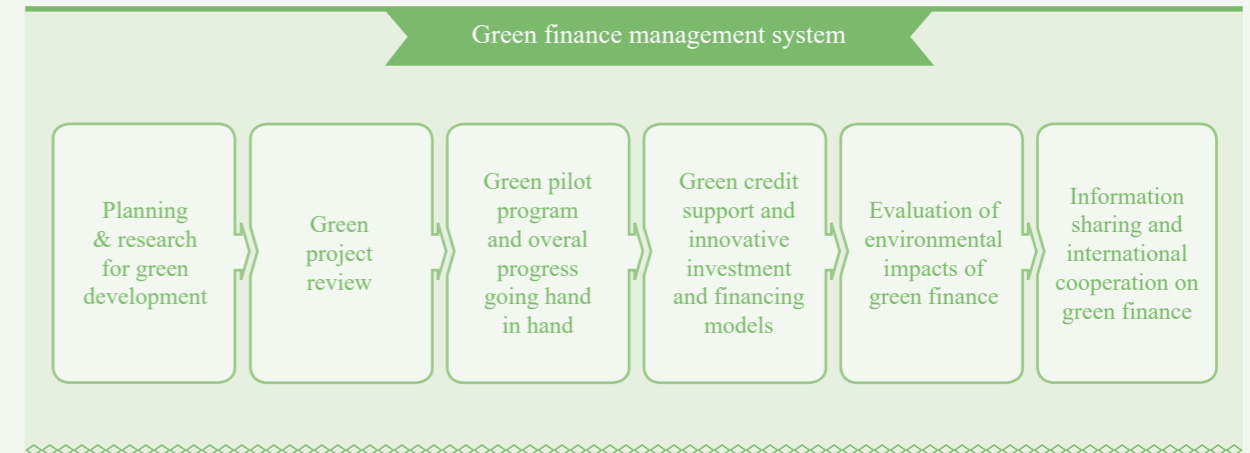 Green finance management system
Planning
& research
for green
development
Green
project
review
Green pilot
program
and overal
progress
going hand
in hand
Green credit
support and
innovative
investment
and financing
models
Evaluation of
environmental
impacts of
green finance
Information
sharing and
international
cooperation on
green finance